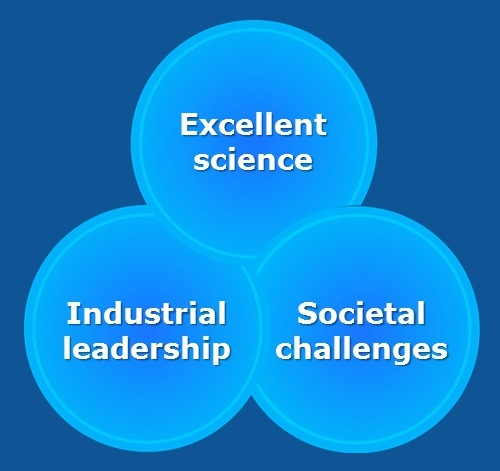 Excellent
science
Industrial
leadership
Societal
challenges